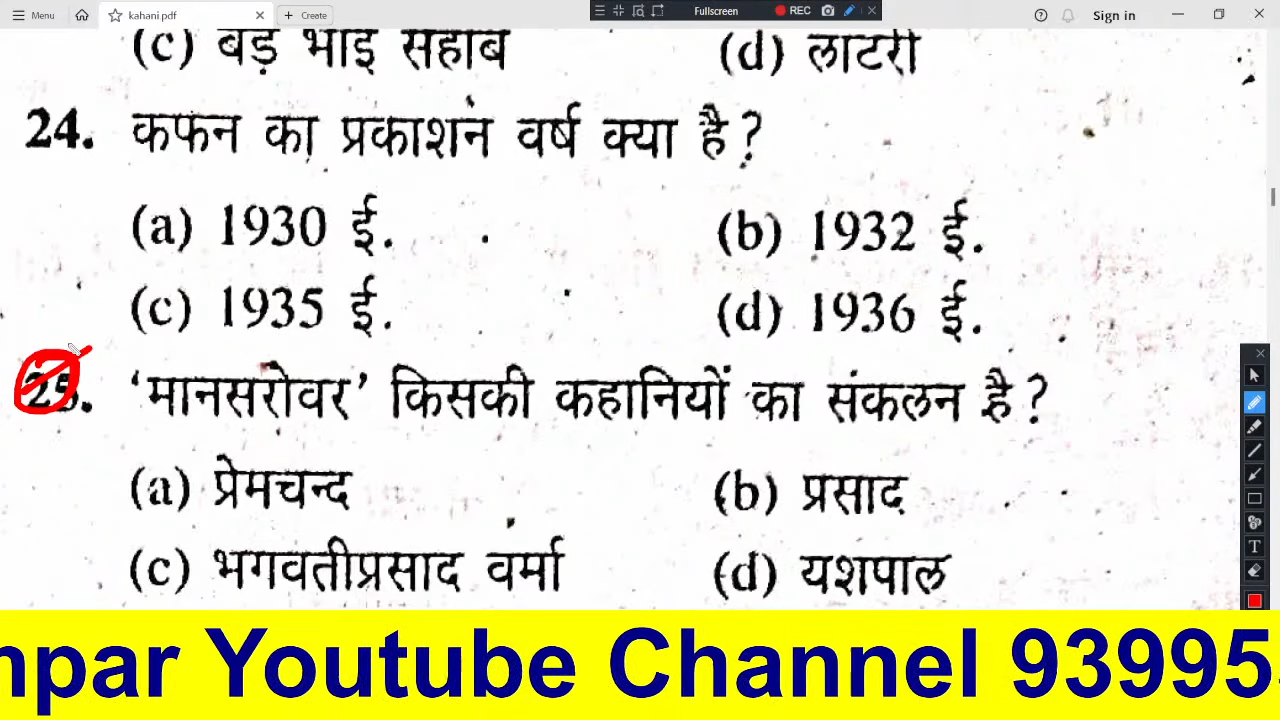 Menu kahani.pdf Create Fullscreen REC Sign in
(c) बड़े भाई साहब (d) लाटरी
24. कफन का प्रकाशन वर्ष क्या है?
(a) 1930 ई. (b) 1932 ई.
(c) 1935 ई. (d) 1936 ई.
25. ‘मानसरोवर’ किसकी कहानियों का संकलन है?
(a) प्रेमचन्द (b) प्रसाद
(c) भगवतीप्रसाद वर्मा (d) यशपाल
mpar Youtube Channel 93995